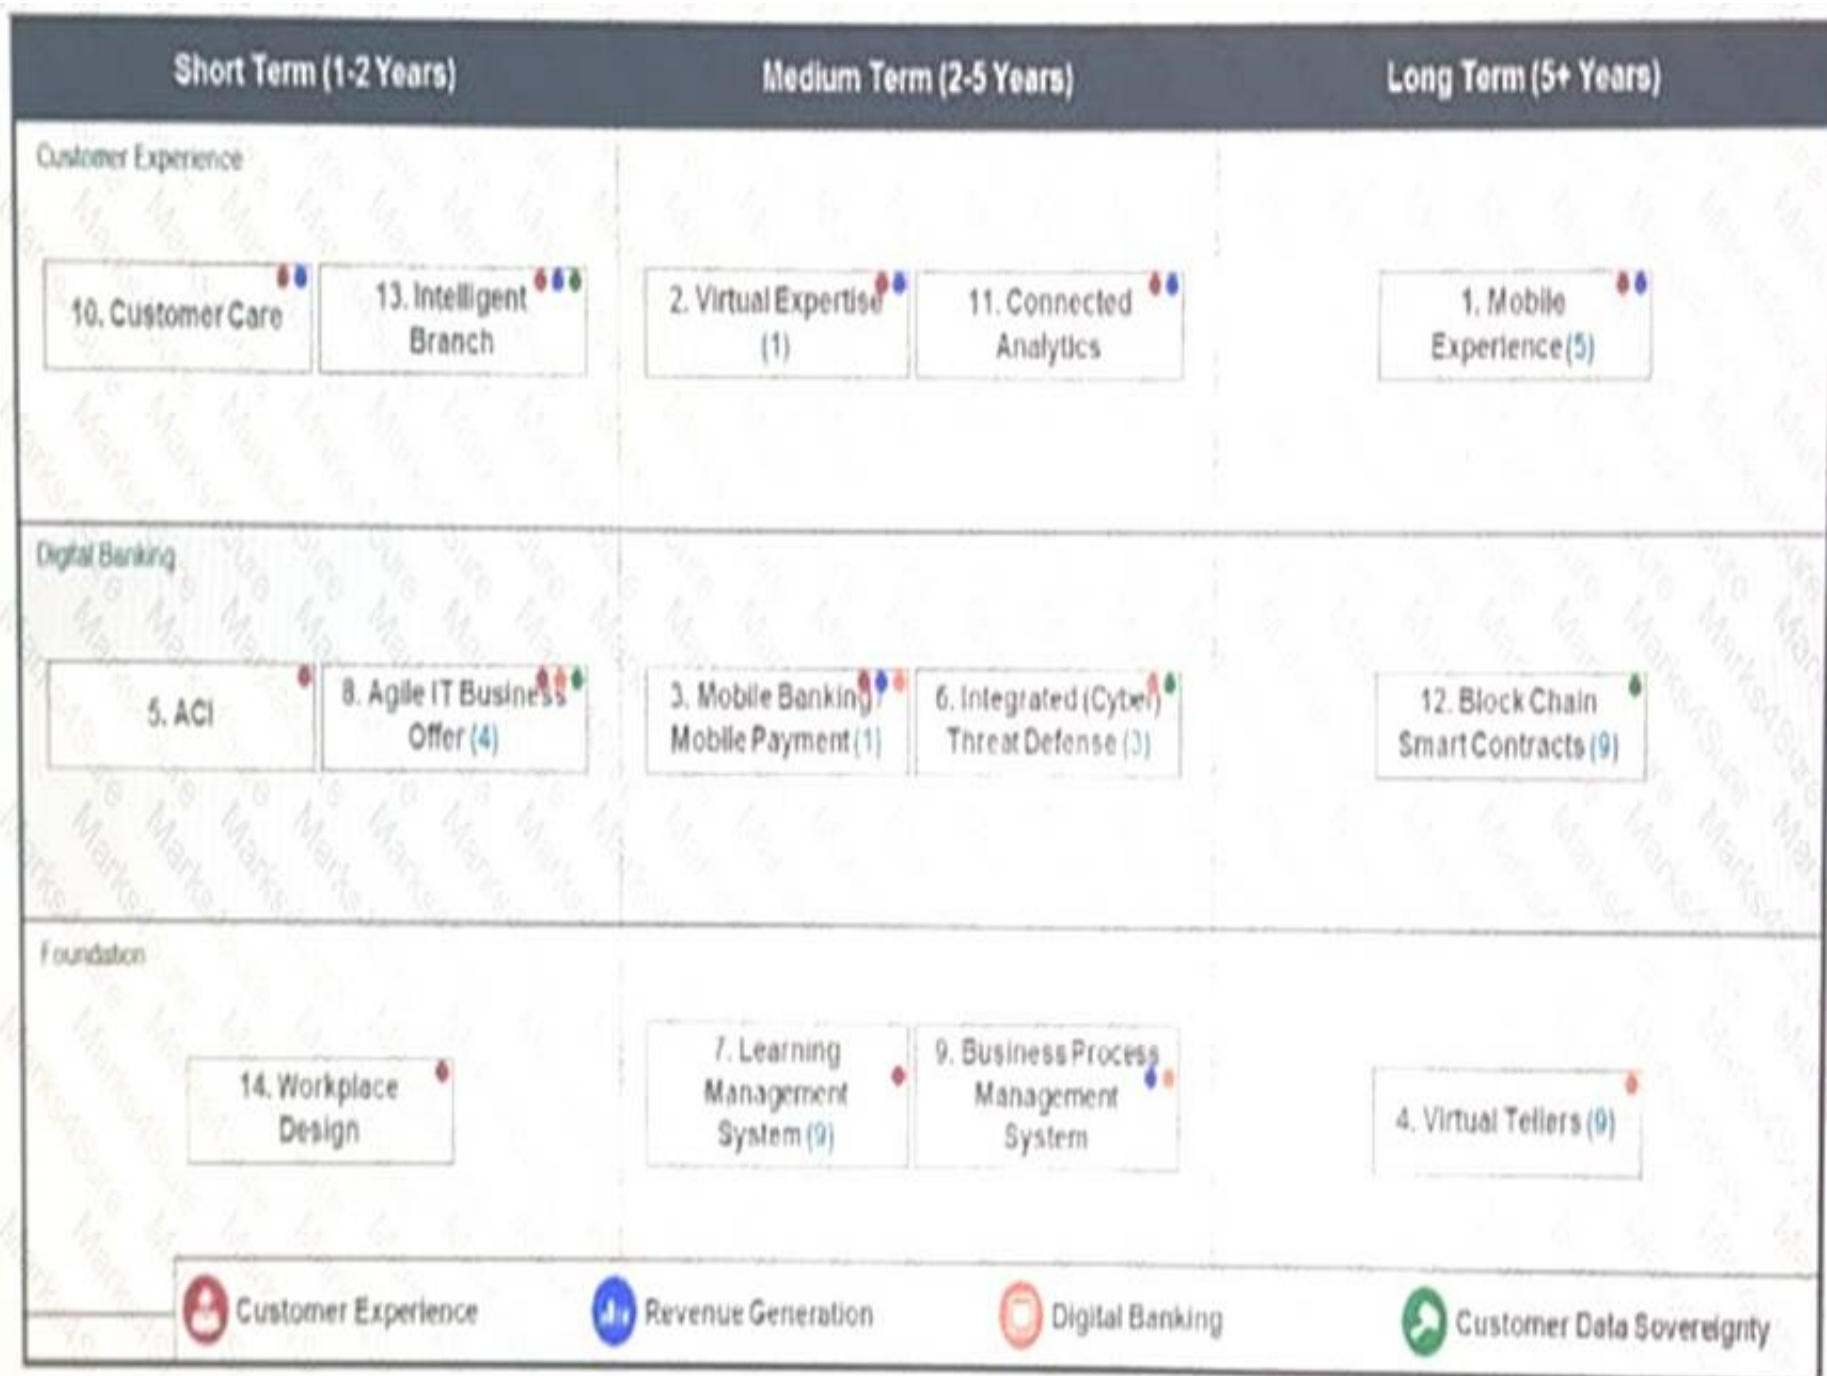 Short Term (1-2 Years)
Medium Term (2-5 Years)
Long Term (5+ Years)
Customer Experience
10. Customer Care
13. Intelligent
Branch
2. Virtual Expertise
(1)
11. Connected
Analytics
1. Mobile
Experience (5)
Digital Banking
5. ACI
8. Agile IT Business
Offer (4)
3. Mobile Banking /
Mobile Payment (1)
6. Integrated (Cyber)
Threat Defense (3)
12. Block Chain
Smart Contracts (9)
Foundation
14. Workplace
Design
7. Learning
Management
System (9)
9. Business Process
Management
System
4. Virtual Tellers (9)
Customer Experience
Revenue Generation
Digital Banking
Customer Data Sovereignty
Marks4Sure